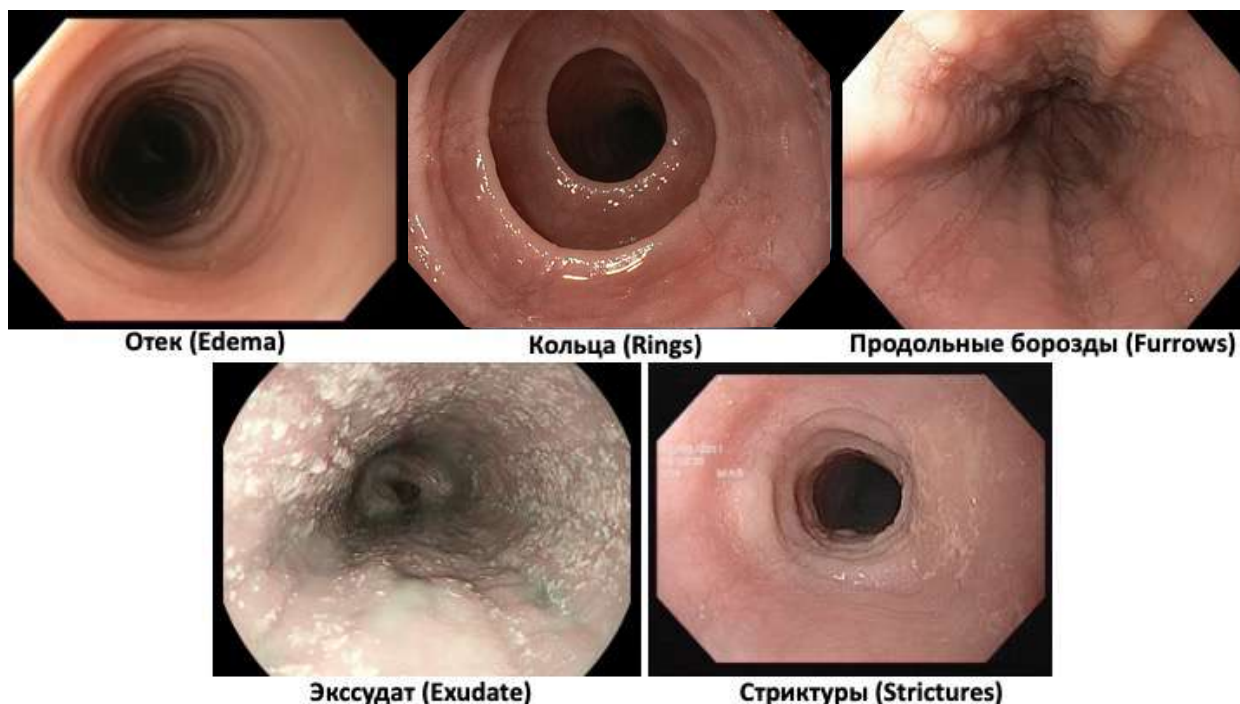 Отек (Edema)
Кольца (Rings)
Продольные борозды (Furrows)
Экссудат (Exudate)
Стриктуры (Strictures)